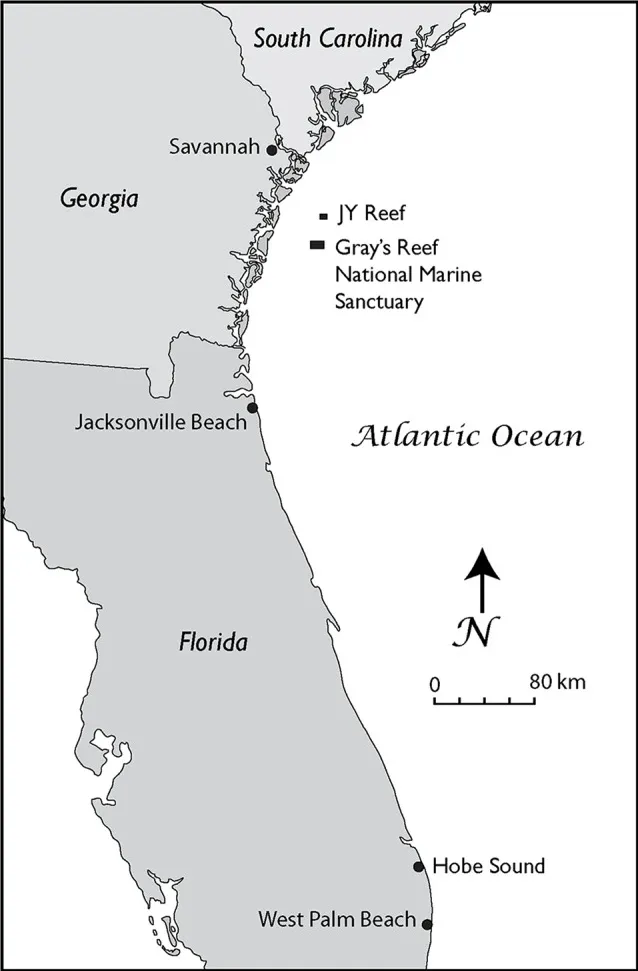 South Carolina
Savannah
Georgia
JY Reef
Gray's Reef
National Marine
Sanctuary
Jacksonville Beach
Atlantic Ocean
N
Florida
0 80 km
Hobe Sound
West Palm Beach